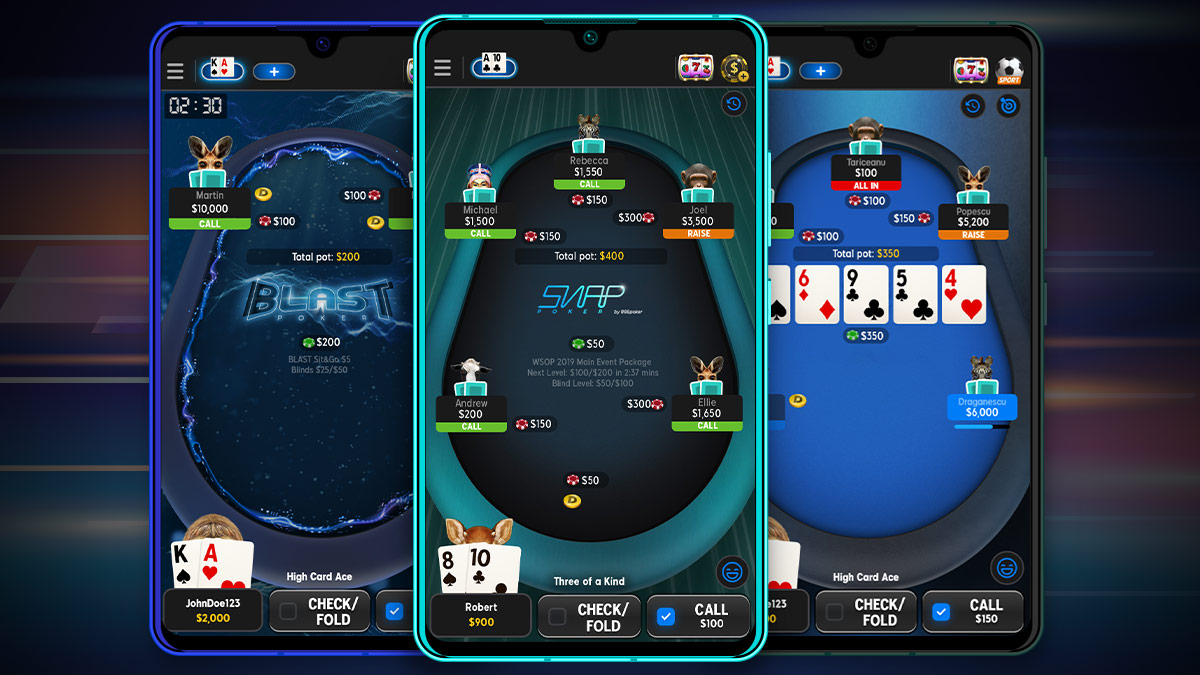 K A
+
02:30
Martin
$10,000
CALL
D
$100
$100
D
Total pot: $200
BLAST
POKER
$200
BLAST Sit&Go $5
Blinds $25/$50
K A
High Card Ace
JohnDoe123
$2,000
CHECK/
FOLD
A 10
777
$
Rebecca
$1,550
CALL
$150
Michael
$1,500
CALL
$150
Joel
$3,500
RAISE
$300
Total pot: $400
SNAP
POKER by 888poker
$50
WSOP 2019 Main Event Package
Next Level: $100/$200 in 2:37 mins
Blind Level: $50/$100
Andrew
$200
CALL
$150
Ellie
$1,650
CALL
$300
$50
D
8 10
Three of a Kind
Robert
$900
CHECK/
FOLD
CALL
$100
A
+
777
SPORT
Tariceanu
$100
ALL IN
$100
Popescu
$5,200
RAISE
$150
$100
Total pot: $350
6 9 5 4
$350
D
Draganescu
$6,000
High Card Ace
e123
CHECK/
FOLD
CALL
$150